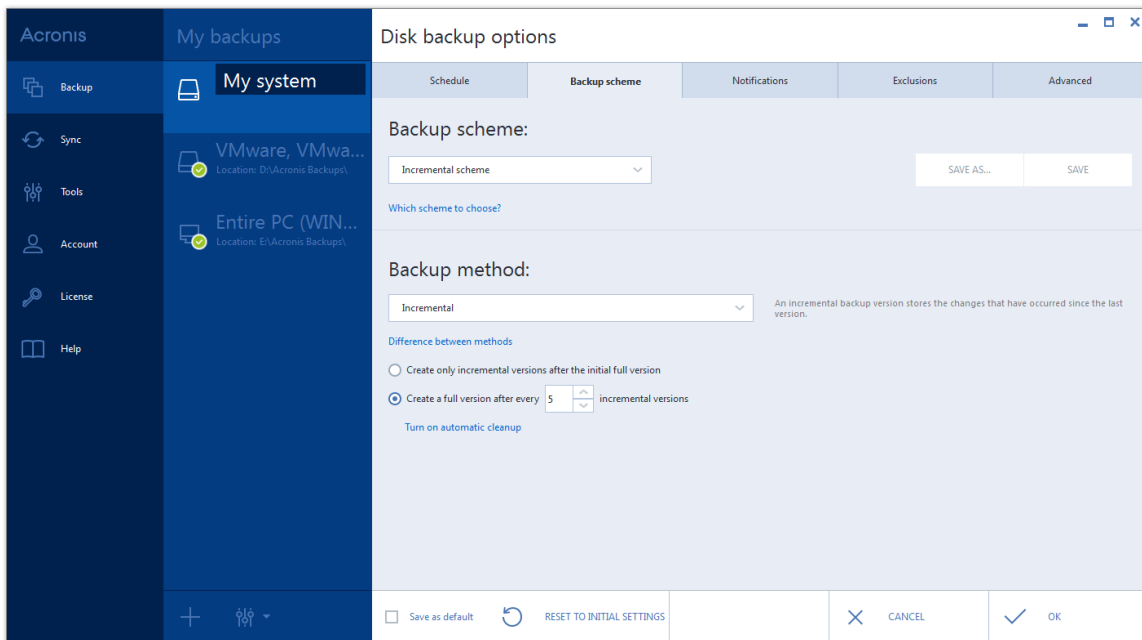 Acronis
Backup
Sync
Tools
Account
License
Help
My backups
My system
VMware, VMwa...
Location: D:\Acronis Backups\
Entire PC (WIN...
Location: E:\Acronis Backups\
Disk backup options
Schedule
Backup scheme
Notifications
Exclusions
Advanced
Backup scheme:
Incremental scheme
SAVE AS...
SAVE
Which scheme to choose?
Backup method:
Incremental
An incremental backup version stores the changes that have occurred since the last
version.
Difference between methods
Create only incremental versions after the initial full version
Create a full version after every 5 incremental versions
Turn on automatic cleanup
Save as default
RESET TO INITIAL SETTINGS
CANCEL
OK